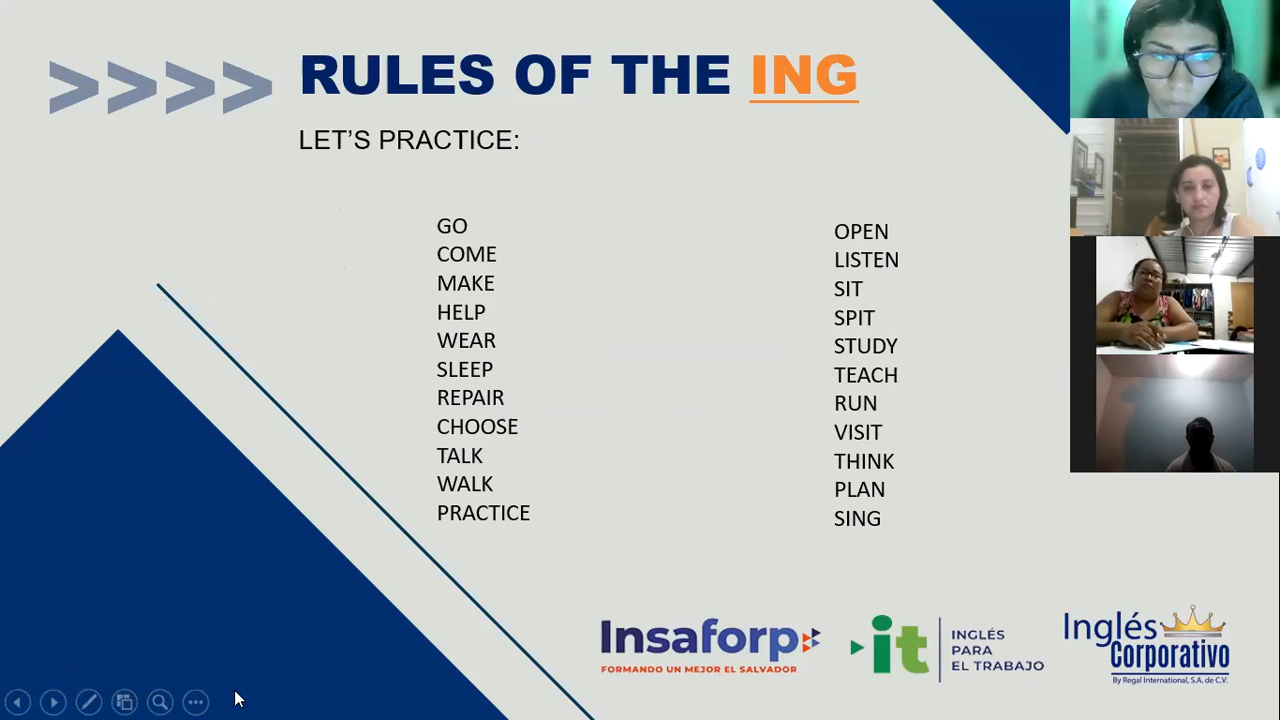 >>>> RULES OF THE ING
LET’S PRACTICE:
GO
COME
MAKE
HELP
WEAR
SLEEP
REPAIR
CHOOSE
TALK
WALK
PRACTICE
OPEN
LISTEN
SIT
SPIT
STUDY
TEACH
RUN
VISIT
THINK
PLAN
SING
Insaforp
FORMANDO UN MEJOR EL SALVADOR
it
INGLÉS
PARA
EL TRABAJO
Inglés
Corporativo
By Regal International, S.A. de C.V.